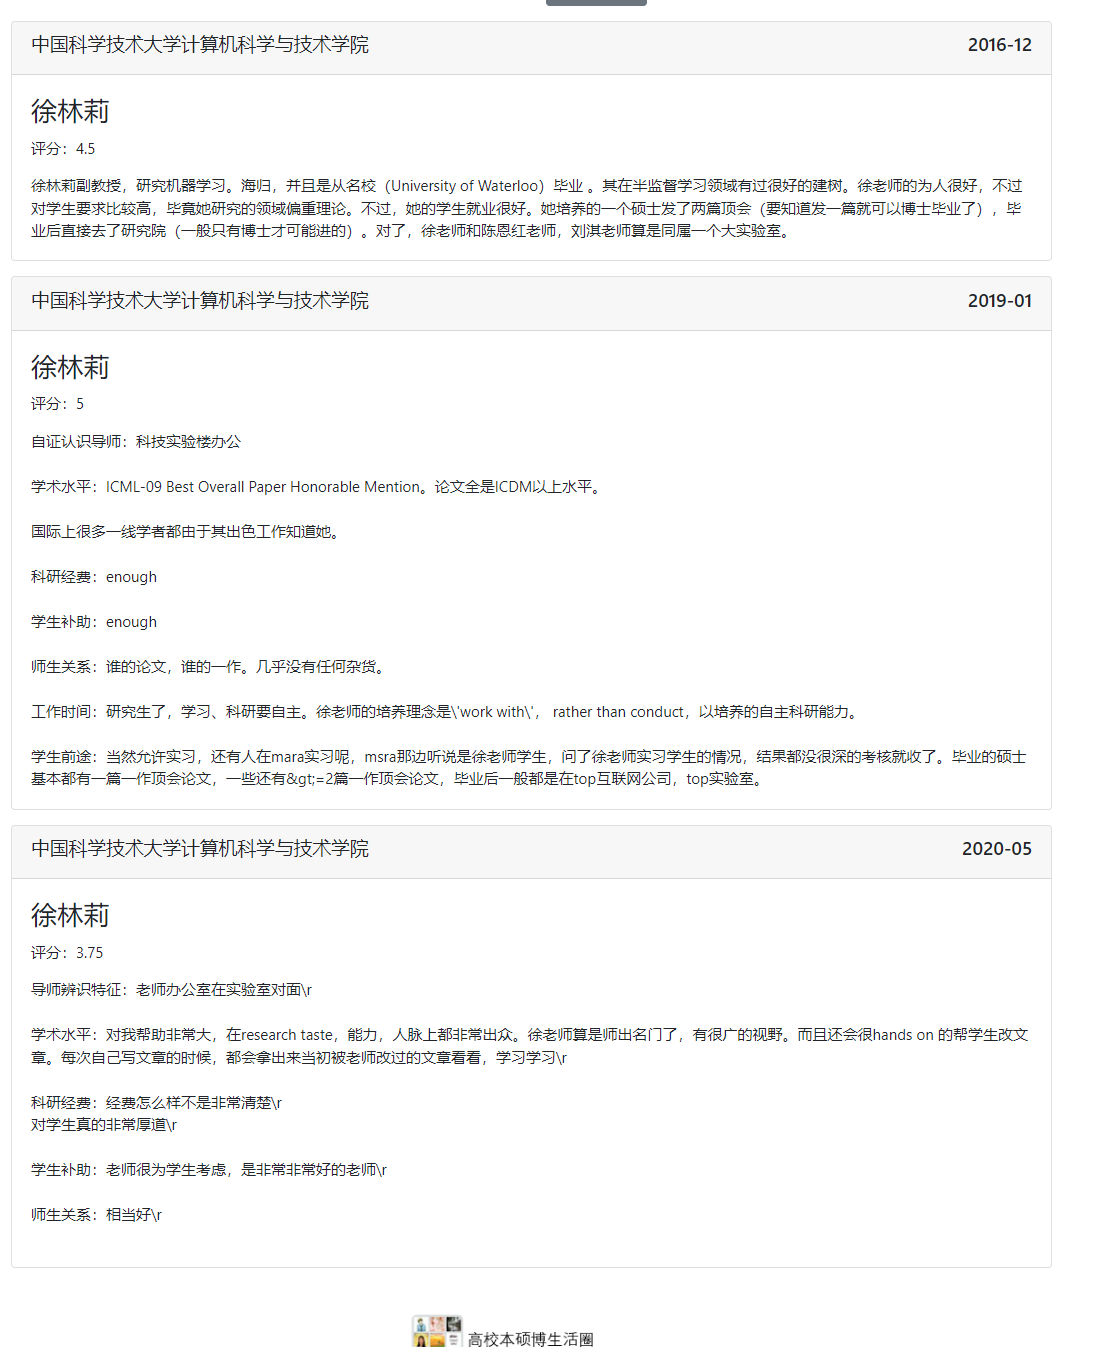 中国科学技术大学计算机科学与技术学院 2016-12
徐林莉
评分：4.5
徐林莉副教授，研究机器学习。海归，并且是从名校（University of Waterloo）毕业 。其在半监督学习领域有过很好的建树。徐老师的为人很好，不过
对学生要求比较高，毕竟她研究的领域偏重理论。不过，她的学生就业很好。她培养的一个硕士发了两篇顶会（要知道发一篇就可以博士毕业了），毕
业后直接去了研究院（一般只有博士才可能进的）。对了，徐老师和陈恩红老师，刘淇老师算是同属一个大实验室。
中国科学技术大学计算机科学与技术学院 2019-01
徐林莉
评分：5
自证认识导师：科技实验楼办公
学术水平：ICML-09 Best Overall Paper Honorable Mention。论文全是ICDM以上水平。
国际上很多一线学者都由于其出色工作知道她。
科研经费：enough
学生补助：enough
师生关系：谁的论文，谁的一作。几乎没有任何杂货。
工作时间：研究生了，学习、科研要自主。徐老师的培养理念是\'work with\'， rather than conduct，以培养的自主科研能力。
学生前途：当然允许实习，还有人在mara实习呢，msra那边听说是徐老师学生，问了徐老师实习学生的情况，结果都没很深的考核就收了。毕业的硕士
基本都有一篇一作顶会论文，一些还有&gt;=2篇一作顶会论文，毕业后一般都是在top互联网公司，top实验室。
中国科学技术大学计算机科学与技术学院 2020-05
徐林莉
评分：3.75
导师辨识特征：老师办公室在实验室对面\r
学术水平：对我帮助非常大，在research taste，能力，人脉上都非常出众。徐老师算是师出名门了，有很广的视野。而且还会很hands on 的帮学生改文
章。每次自己写文章的时候，都会拿出来当初被老师改过的文章看看，学习学习\r
科研经费：经费怎么样不是非常清楚\r
对学生真的非常厚道\r
学生补助：老师很为学生考虑，是非常非常好的老师\r
师生关系：相当好\r
高校本硕博生活圈